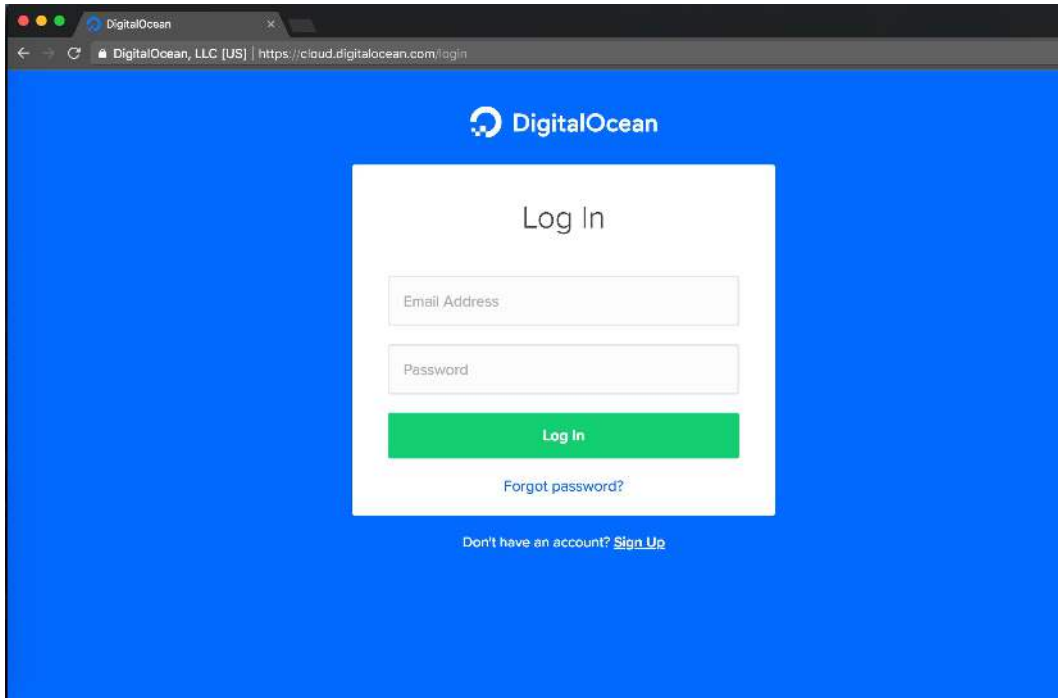 DigitalOcean
DigitalOcean, LLC [US] | https://cloud.digitalocean.com/login
DigitalOcean
Log In
Email Address
Password
Log In
Forgot password?
Don't have an account? Sign Up